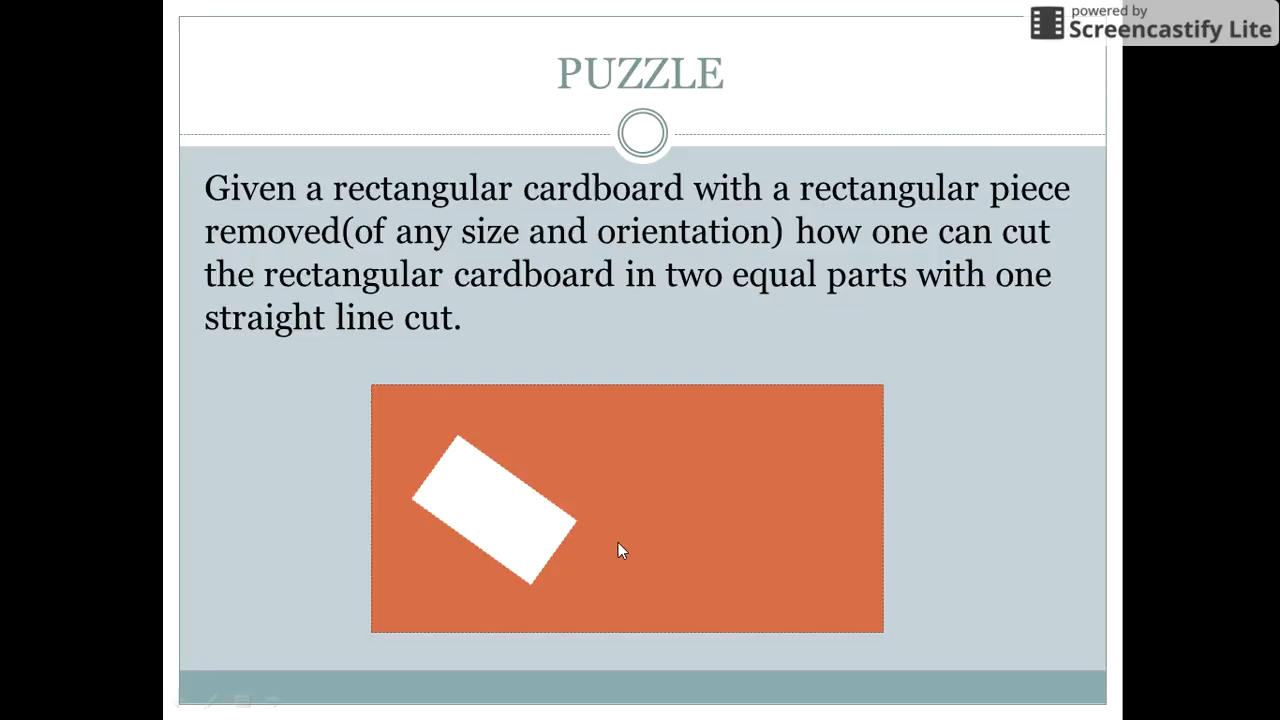 powered by
Screencastify Lite
PUZZLE
Given a rectangular cardboard with a rectangular piece
removed(of any size and orientation) how one can cut
the rectangular cardboard in two equal parts with one
straight line cut.